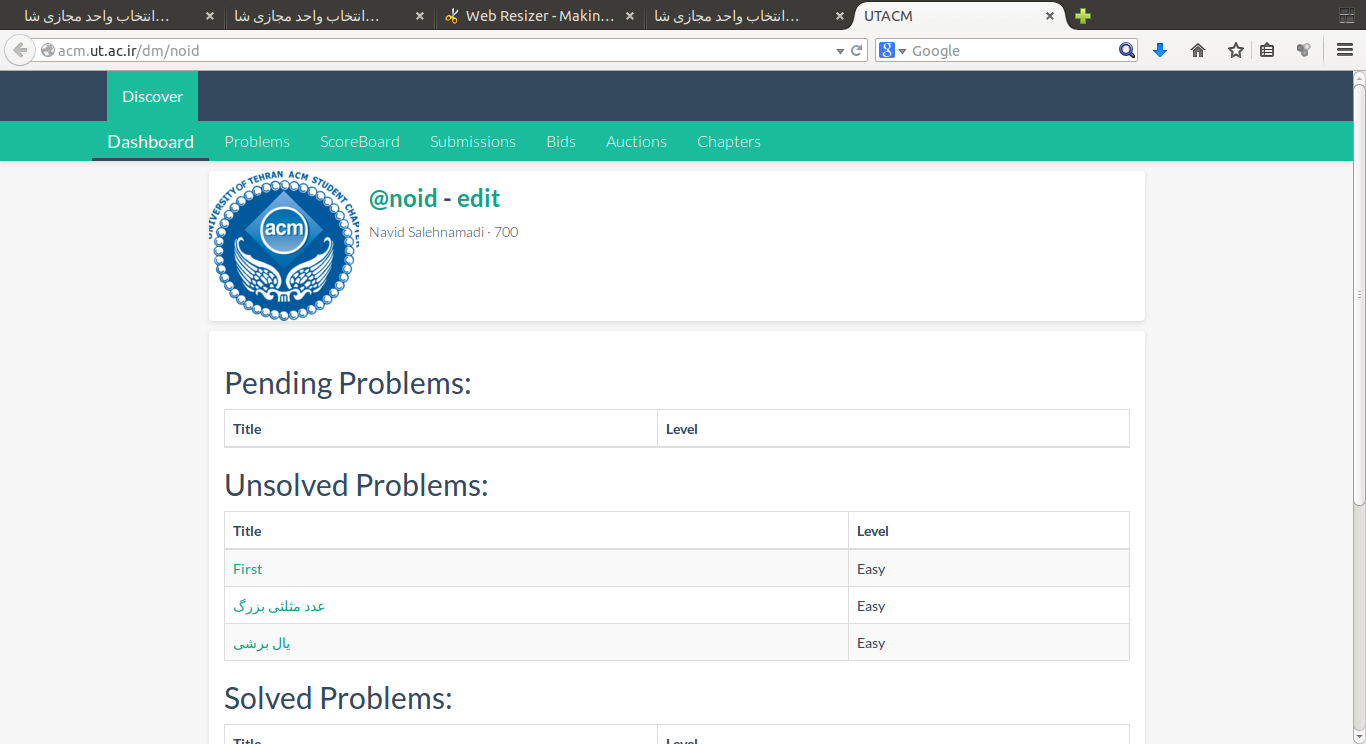 انتخاب واحد مجازی شا...
انتخاب واحد مجازی شا...
Web Resizer - Makin...
انتخاب واحد مجازی شا...
UTACM
acm.ut.ac.ir/dm/noid
Google
Discover
Dashboard Problems ScoreBoard Submissions Bids Auctions Chapters
UNIVERSITY OF TEHRAN ACM STUDENT CHAPTER
acm
@noid - edit
Navid Salehnamadi · 700
Pending Problems:
Title Level
Unsolved Problems:
Title Level
First Easy
عدد مثلثی بزرگ Easy
یال برشی Easy
Solved Problems:
Title Level